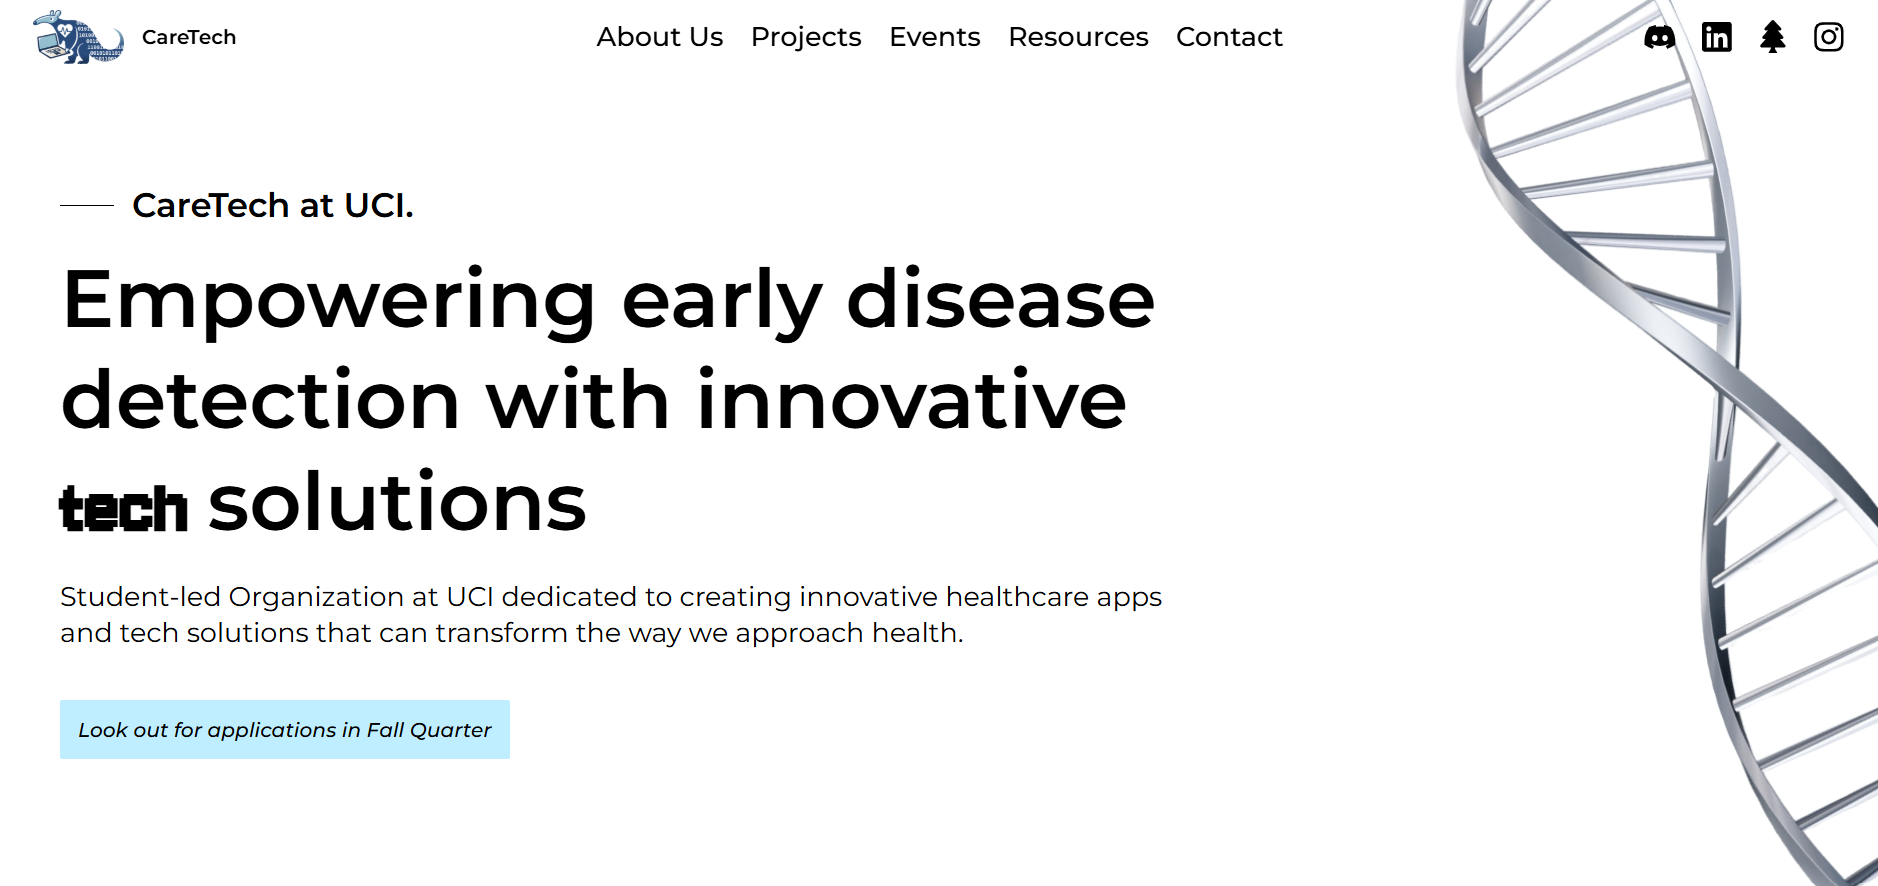 CareTech
About Us Projects Events Resources Contact
CareTech at UCI.
Empowering early disease
detection with innovative
tech solutions
Student-led Organization at UCI dedicated to creating innovative healthcare apps
and tech solutions that can transform the way we approach health.
Look out for applications in Fall Quarter